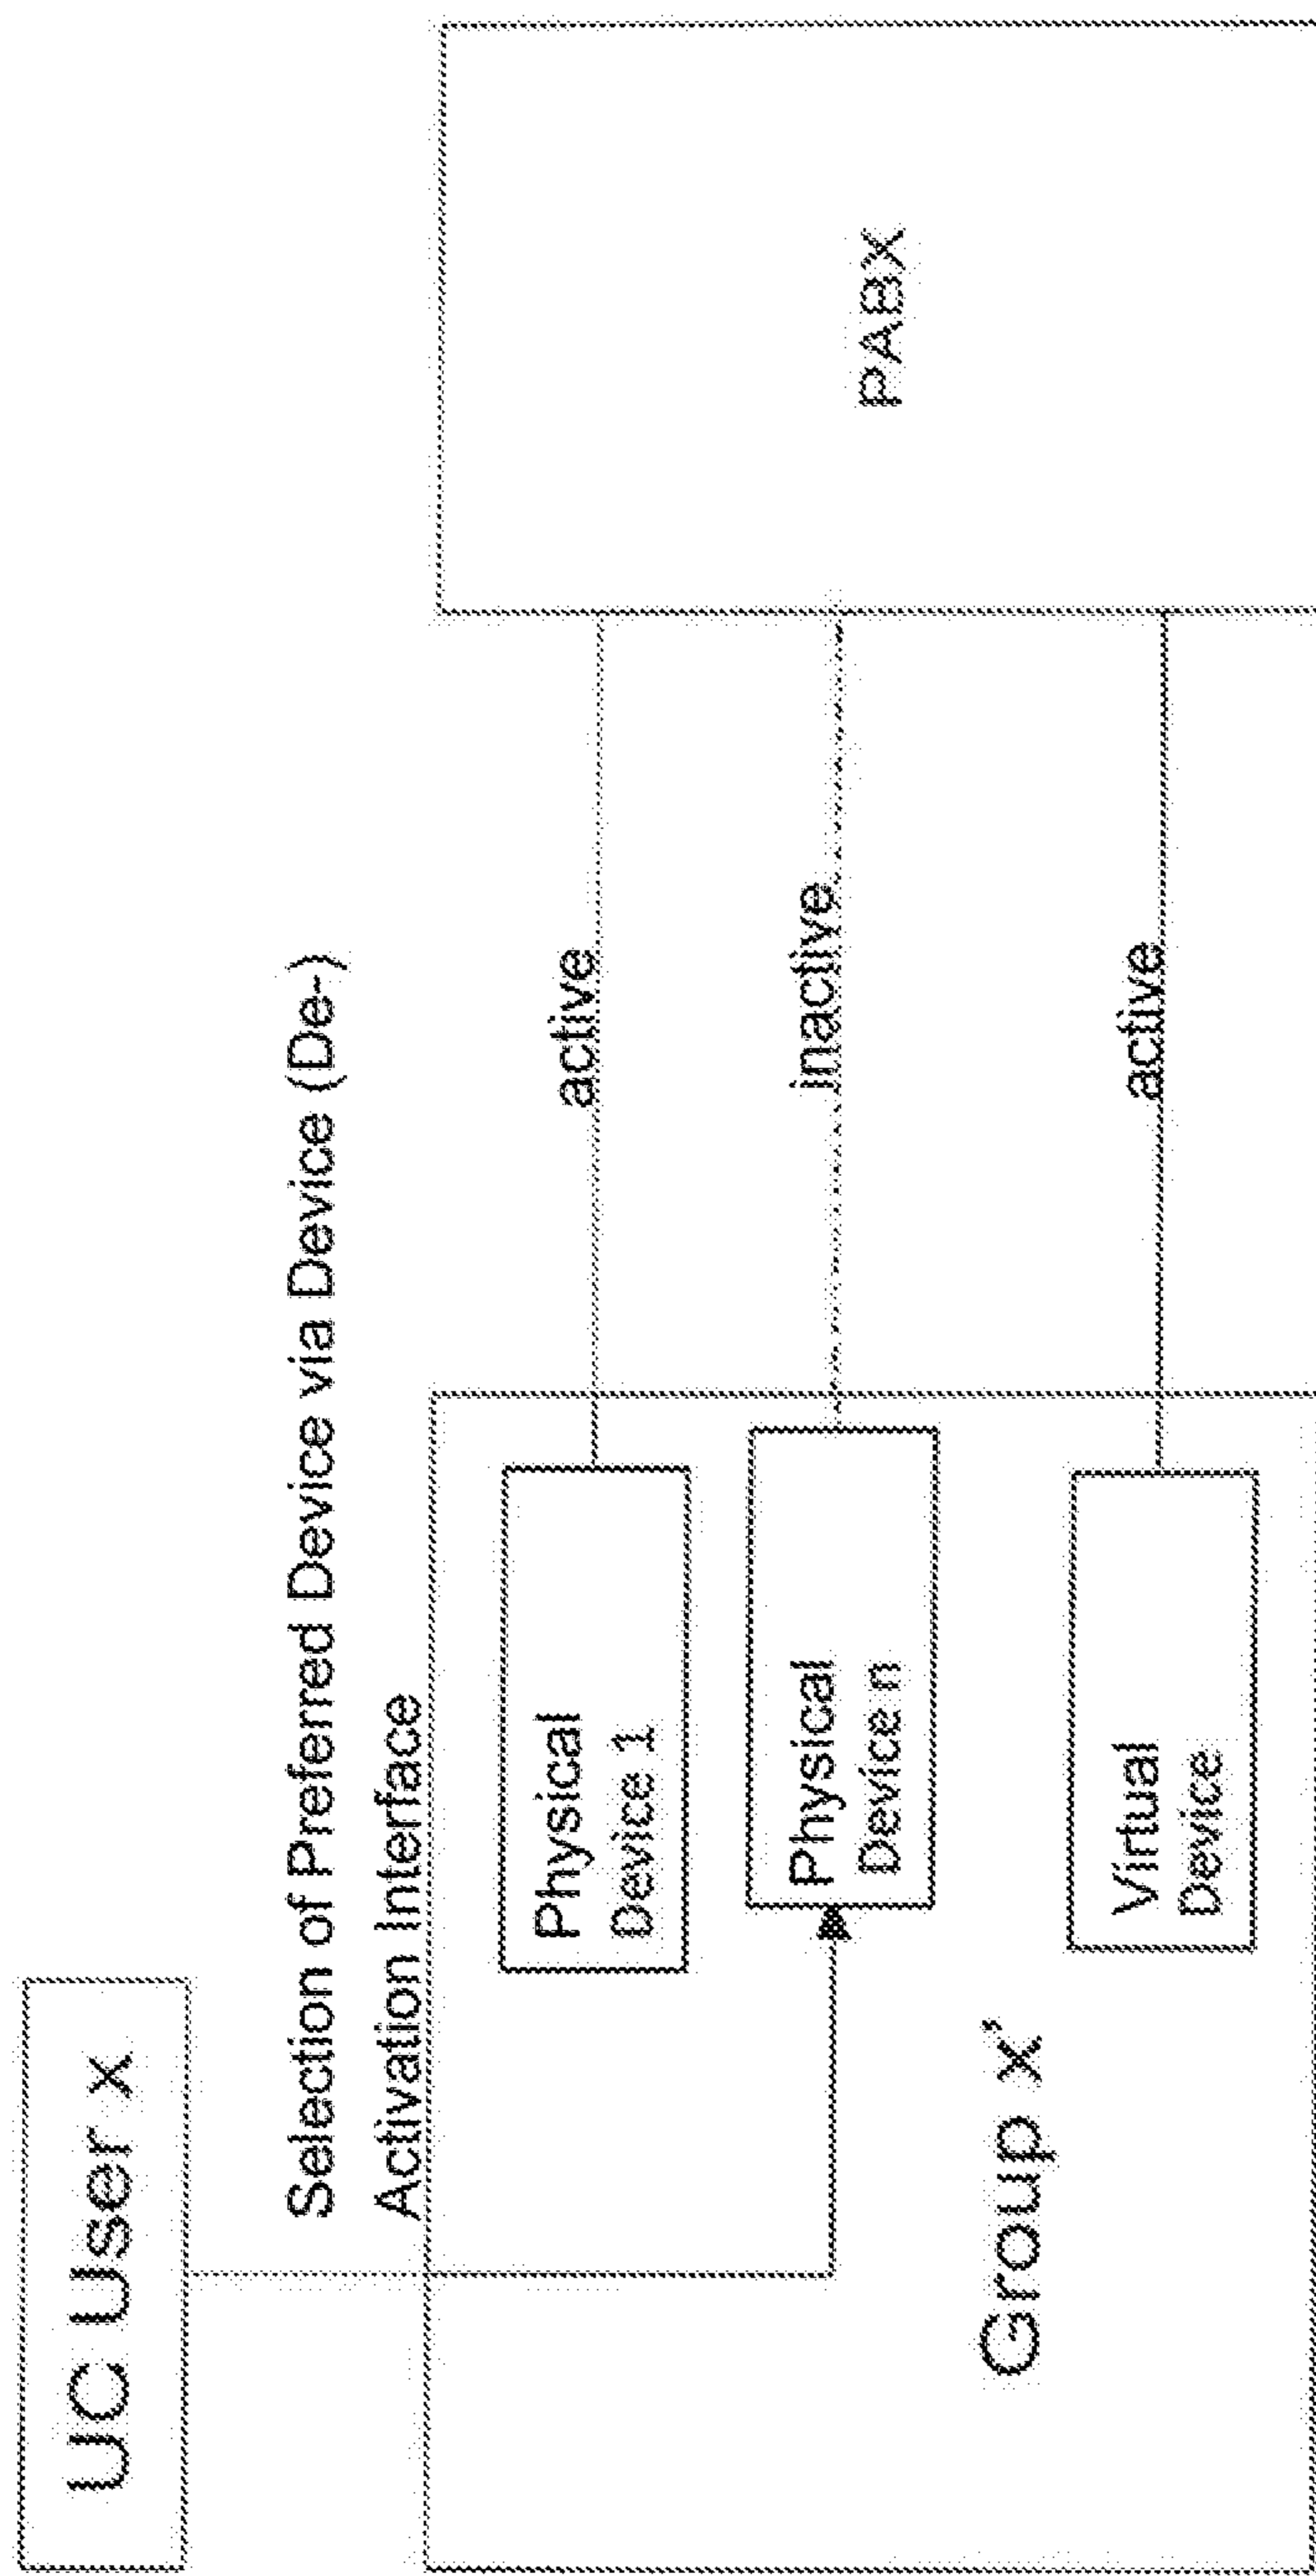 UC User x
Selection of Preferred Device via Device (De-)
Activation Interface
Physical
Device 1
active
PABX
Physical
Device n
inactive
Group x'
Virtual
Device
active